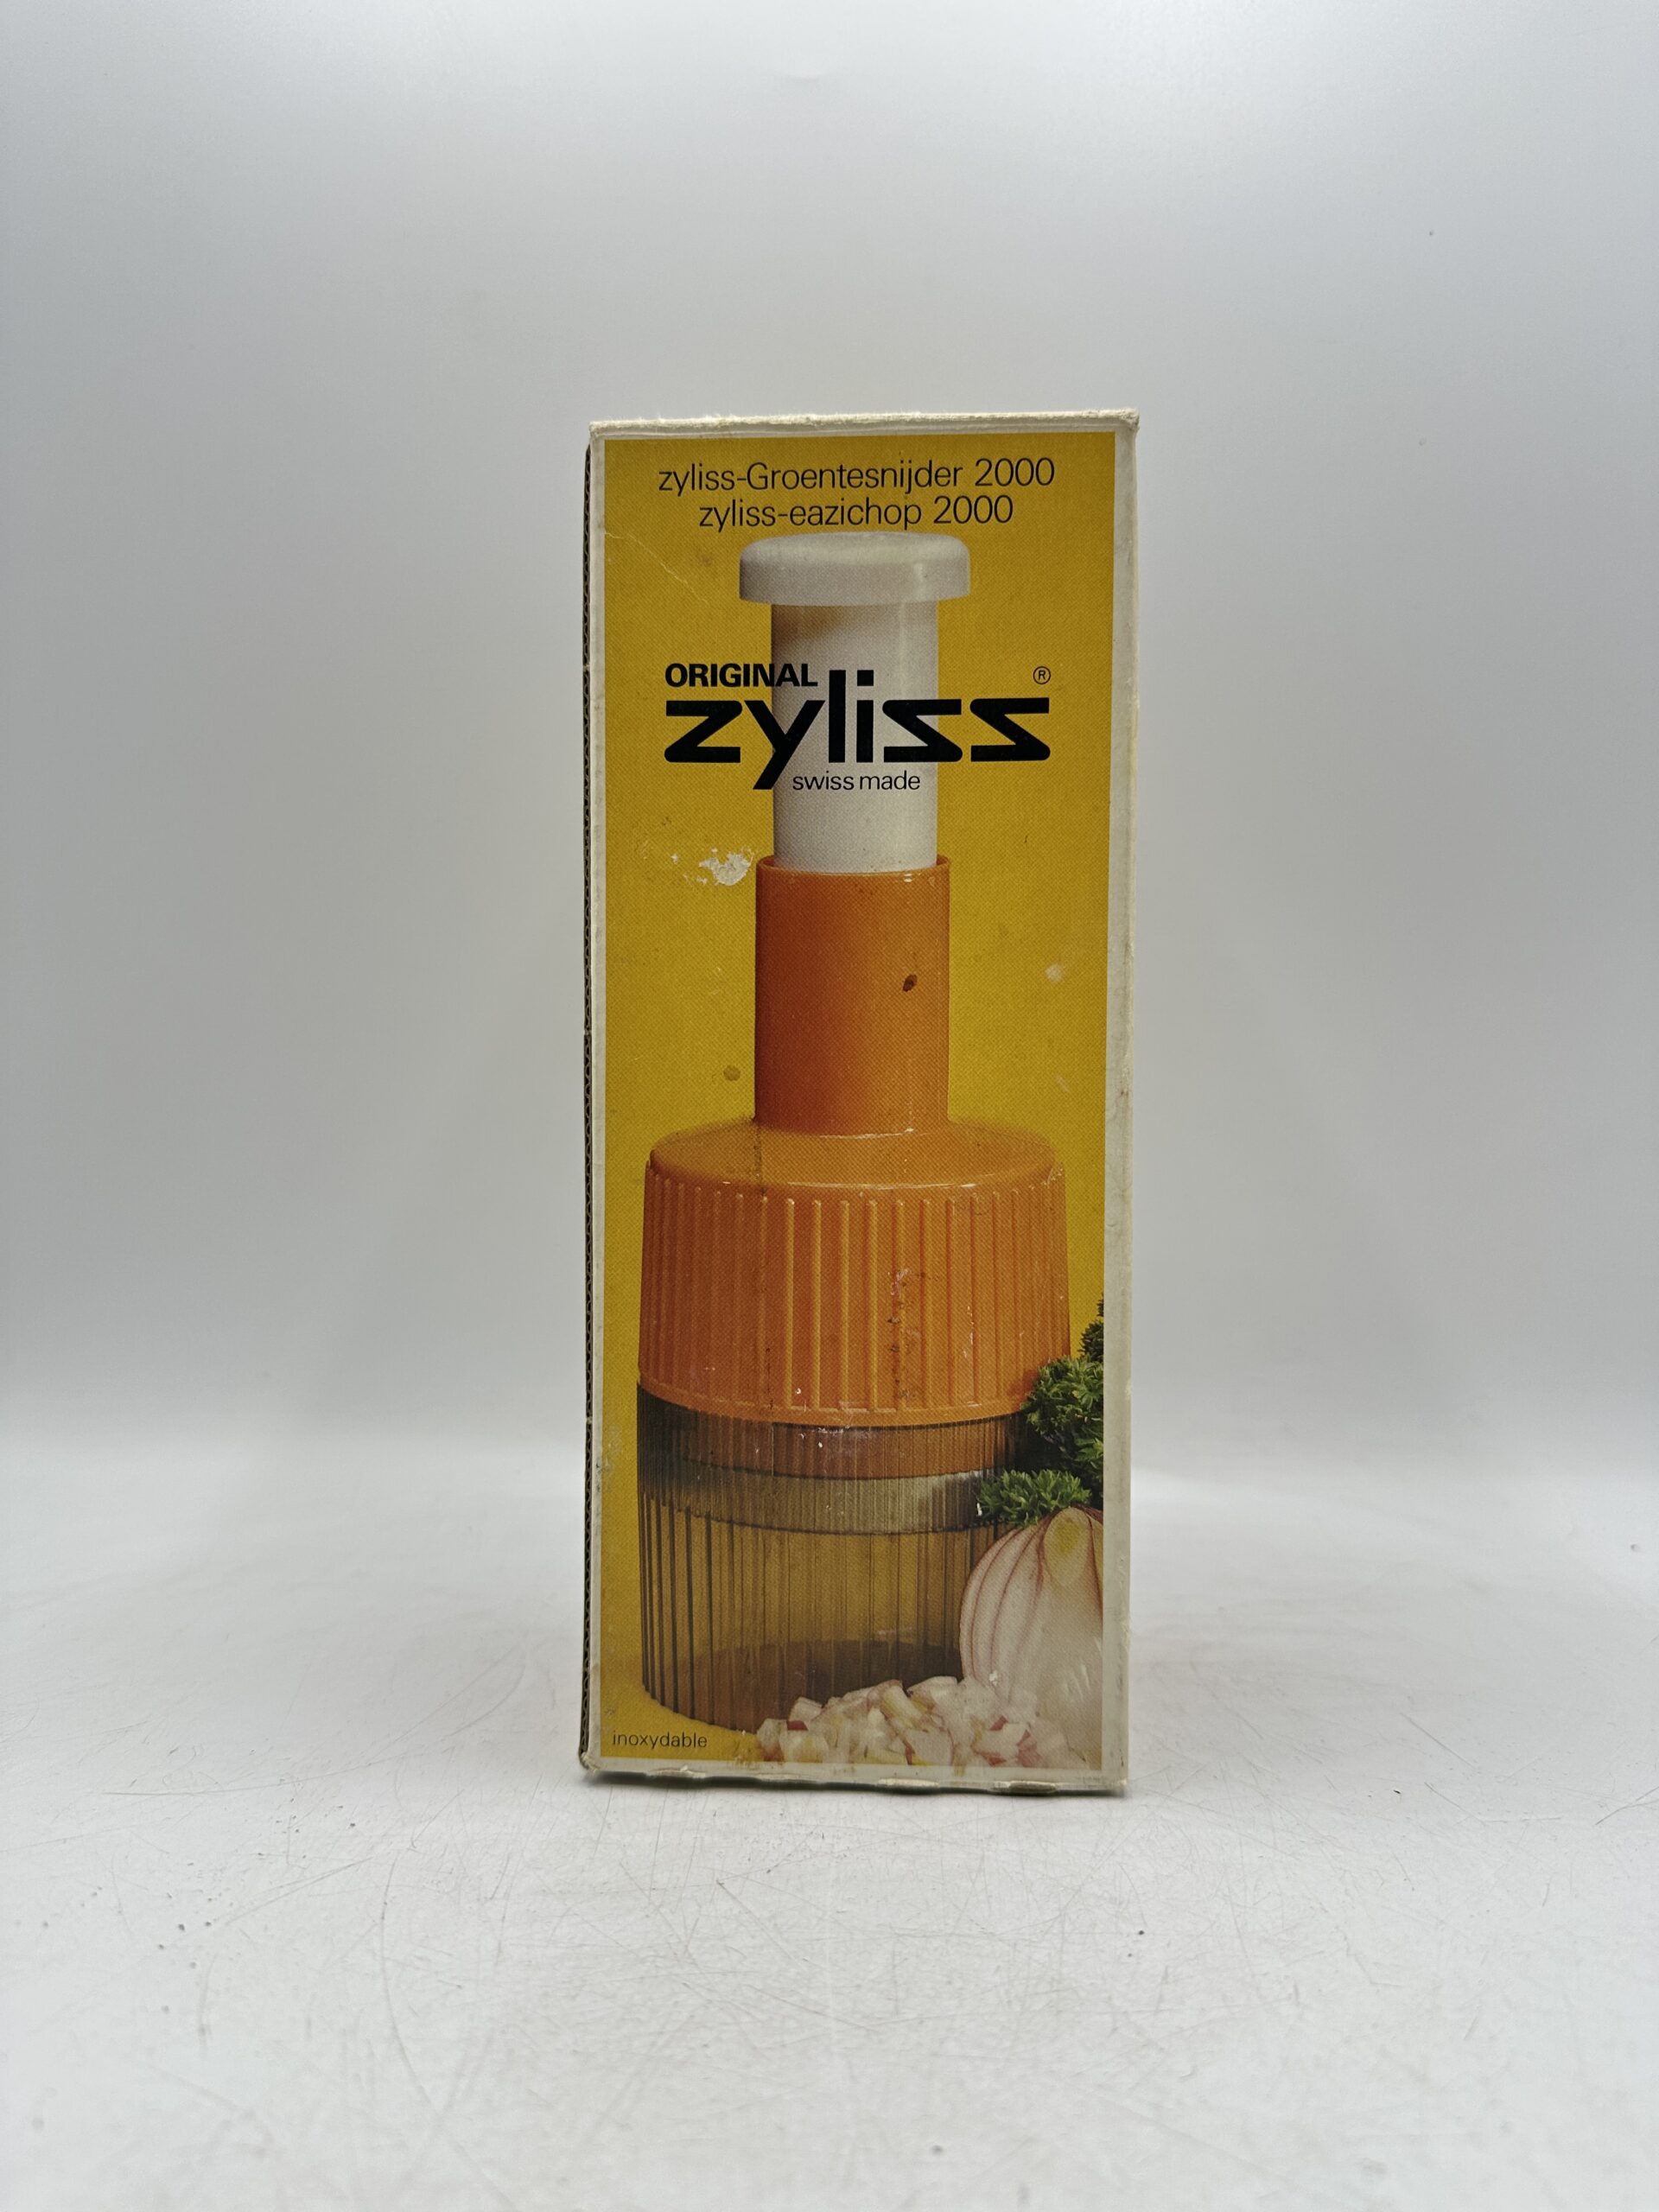 zyliss-Groentesnijder 2000
zyliss-eazichop 2000
ORIGINAL
zyliss®
swiss made
inoxydable